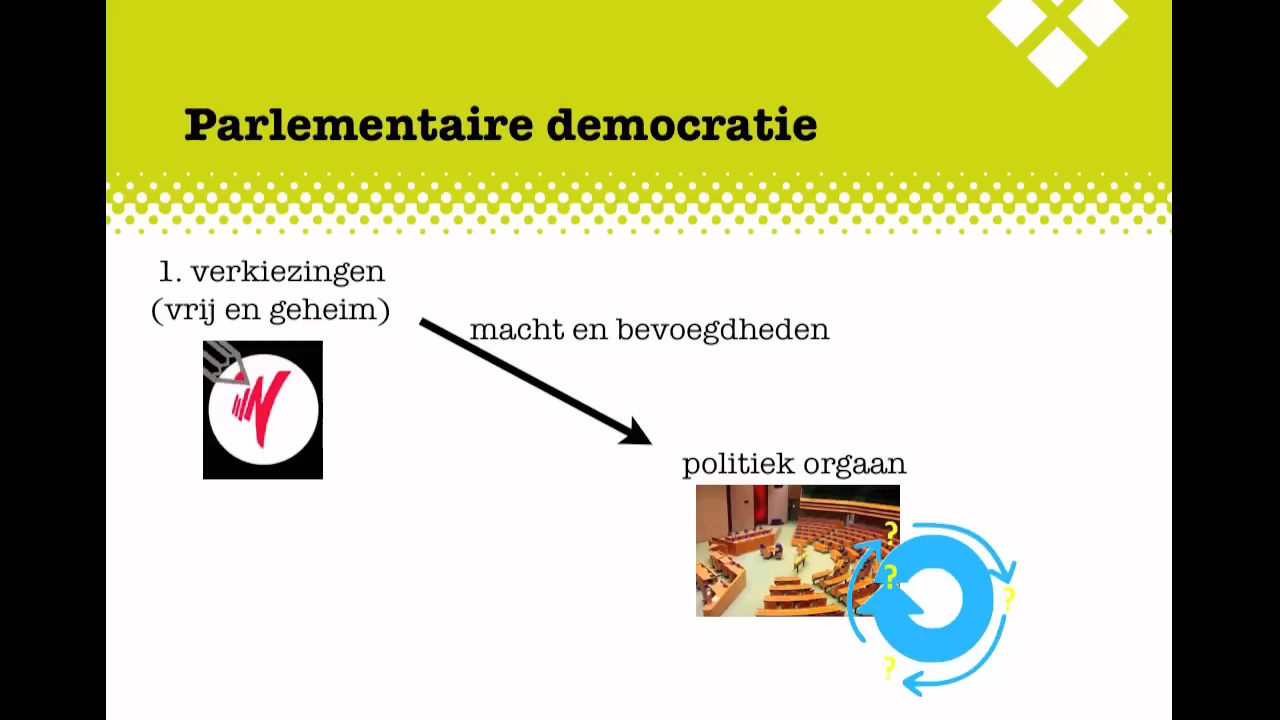 Parlementaire democratie
1. verkiezingen
(vrij en geheim)
macht en bevoegdheden
politiek orgaan
?
?
?
?